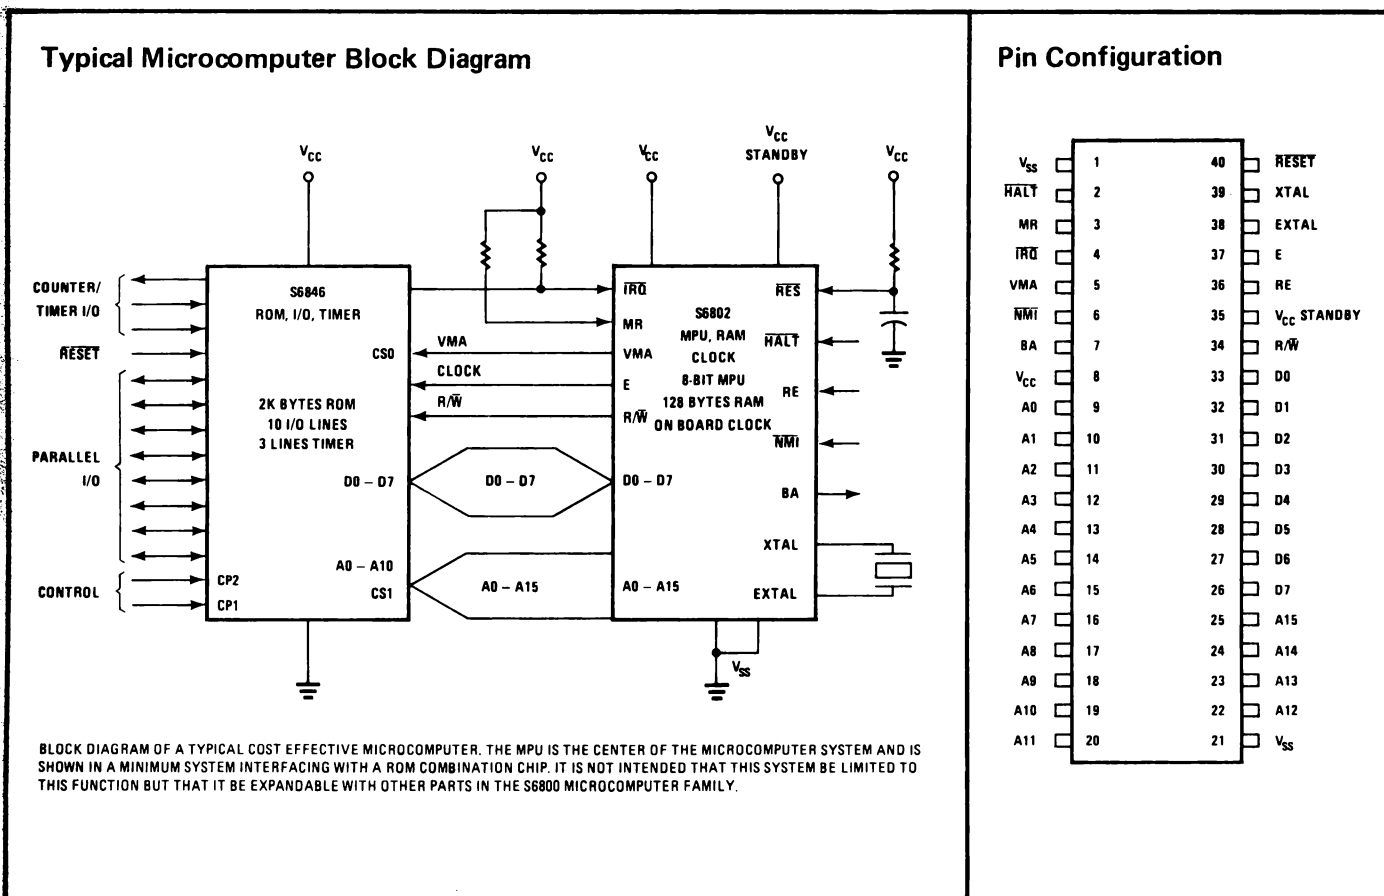 Typical Microcomputer Block Diagram
VCC
VCC
VCC
VCC
STANDBY
VCC
COUNTER/
TIMER I/O
RESET
PARALLEL
I/O
CONTROL
S6846
ROM, I/O, TIMER
CS0
2K BYTES ROM
10 I/O LINES
3 LINES TIMER
D0 – D7
A0 – A10
CS1
CP2
CP1
VMA
CLOCK
R/W̅
D0 – D7
A0 – A15
I̅R̅Q̅
MR
VMA
E
R/W̅
D0 – D7
A0 – A15
S6802
MPU, RAM
CLOCK
8-BIT MPU
128 BYTES RAM
ON BOARD CLOCK
R̅E̅S̅
H̅A̅L̅T̅
RE
N̅M̅I̅
BA
XTAL
EXTAL
VSS
BLOCK DIAGRAM OF A TYPICAL COST EFFECTIVE MICROCOMPUTER. THE MPU IS THE CENTER OF THE MICROCOMPUTER SYSTEM AND IS
SHOWN IN A MINIMUM SYSTEM INTERFACING WITH A ROM COMBINATION CHIP. IT IS NOT INTENDED THAT THIS SYSTEM BE LIMITED TO
THIS FUNCTION BUT THAT IT BE EXPANDABLE WITH OTHER PARTS IN THE S6800 MICROCOMPUTER FAMILY.
Pin Configuration
VSS 1 40 R̅E̅S̅E̅T̅
H̅A̅L̅T̅ 2 39 XTAL
MR 3 38 EXTAL
I̅R̅Q̅ 4 37 E
VMA 5 36 RE
N̅M̅I̅ 6 35 VCC STANDBY
BA 7 34 R/W̅
VCC 8 33 D0
A0 9 32 D1
A1 10 31 D2
A2 11 30 D3
A3 12 29 D4
A4 13 28 D5
A5 14 27 D6
A6 15 26 D7
A7 16 25 A15
A8 17 24 A14
A9 18 23 A13
A10 19 22 A12
A11 20 21 VSS